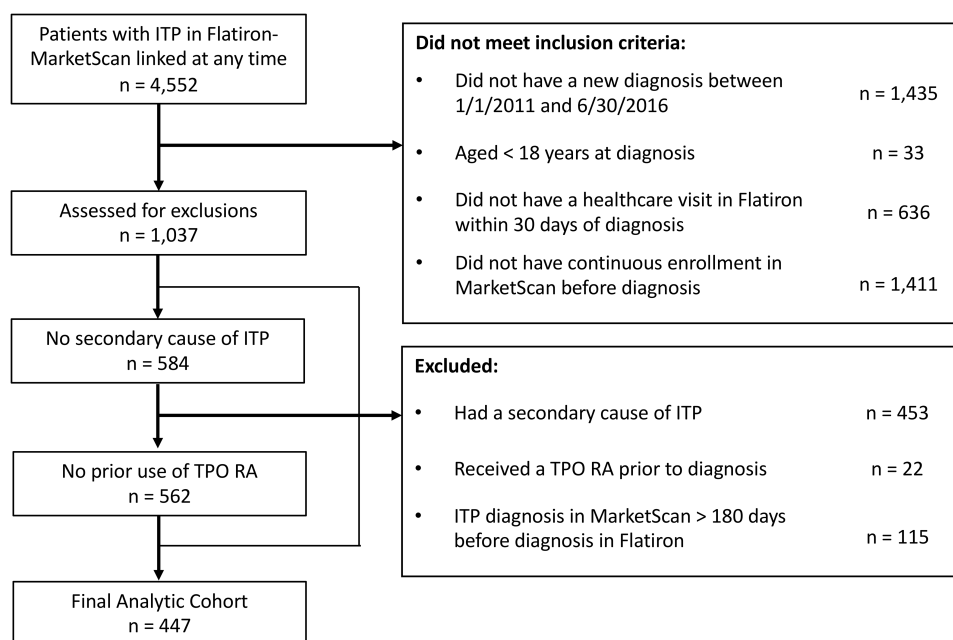 Patients with ITP in Flatiron-
MarketScan linked at any time
n = 4,552
Did not meet inclusion criteria:
• Did not have a new diagnosis between
1/1/2011 and 6/30/2016
n = 1,435
• Aged < 18 years at diagnosis
n = 33
• Did not have a healthcare visit in Flatiron
within 30 days of diagnosis
n = 636
• Did not have continuous enrollment in
MarketScan before diagnosis
n = 1,411
Assessed for exclusions
n = 1,037
No secondary cause of ITP
n = 584
Excluded:
• Had a secondary cause of ITP
n = 453
• Received a TPO RA prior to diagnosis
n = 22
• ITP diagnosis in MarketScan > 180 days
before diagnosis in Flatiron
n = 115
No prior use of TPO RA
n = 562
Final Analytic Cohort
n = 447